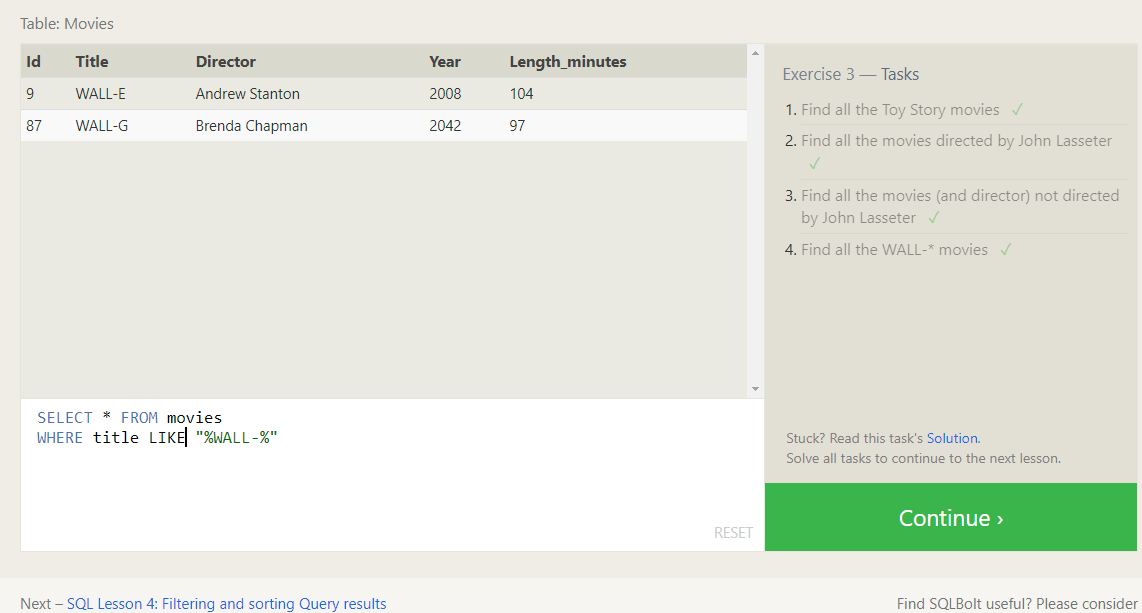 Table: Movies
Id Title Director Year Length_minutes
9 WALL-E Andrew Stanton 2008 104
87 WALL-G Brenda Chapman 2042 97
SELECT * FROM movies
WHERE title LIKE "%WALL-%"
RESET
Exercise 3 — Tasks
1. Find all the Toy Story movies ✓
2. Find all the movies directed by John Lasseter
✓
3. Find all the movies (and director) not directed
by John Lasseter ✓
4. Find all the WALL-* movies ✓
Stuck? Read this task's Solution.
Solve all tasks to continue to the next lesson.
Continue ›
Next – SQL Lesson 4: Filtering and sorting Query results
Find SQLBolt useful? Please consider